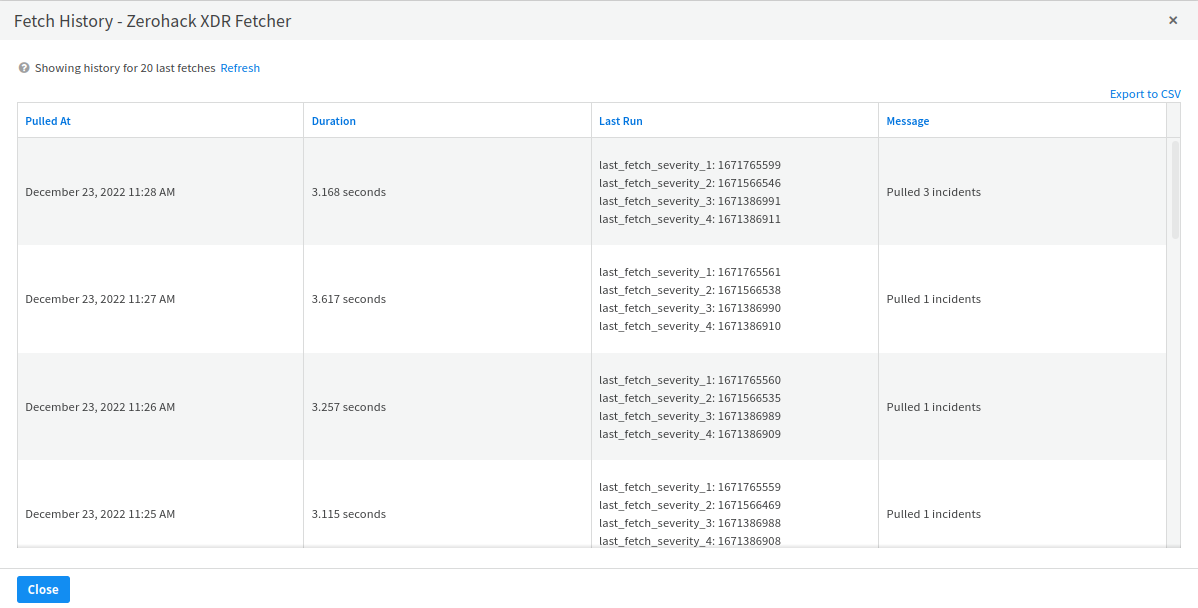 Fetch History - Zerohack XDR Fetcher
Showing history for 20 last fetches Refresh
Export to CSV
Pulled At Duration Last Run Message
December 23, 2022 11:28 AM 3.168 seconds
last_fetch_severity_1: 1671765599
last_fetch_severity_2: 1671566546
last_fetch_severity_3: 1671386991
last_fetch_severity_4: 1671386911
Pulled 3 incidents
December 23, 2022 11:27 AM 3.617 seconds
last_fetch_severity_1: 1671765561
last_fetch_severity_2: 1671566538
last_fetch_severity_3: 1671386990
last_fetch_severity_4: 1671386910
Pulled 1 incidents
December 23, 2022 11:26 AM 3.257 seconds
last_fetch_severity_1: 1671765560
last_fetch_severity_2: 1671566535
last_fetch_severity_3: 1671386989
last_fetch_severity_4: 1671386909
Pulled 1 incidents
December 23, 2022 11:25 AM 3.115 seconds
last_fetch_severity_1: 1671765559
last_fetch_severity_2: 1671566469
last_fetch_severity_3: 1671386988
last_fetch_severity_4: 1671386908
Pulled 1 incidents
Close